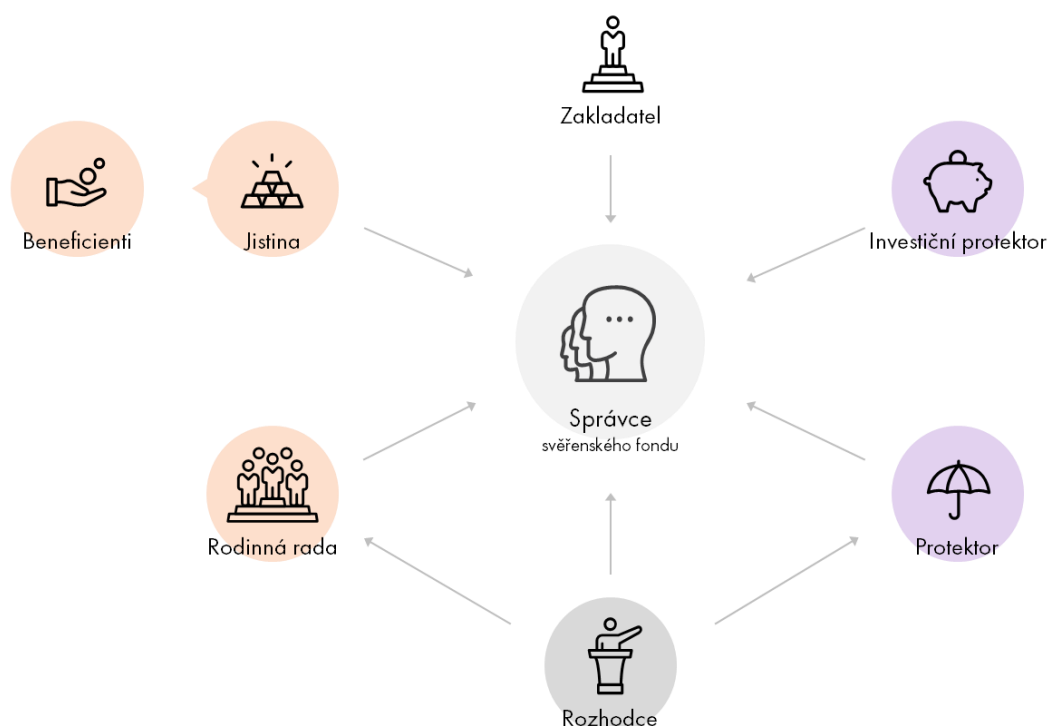 Zakladatel
Beneficienti
Jistina
Investiční protektor
Správce
svěřenského fondu
Rodinná rada
Protektor
Rozhodce